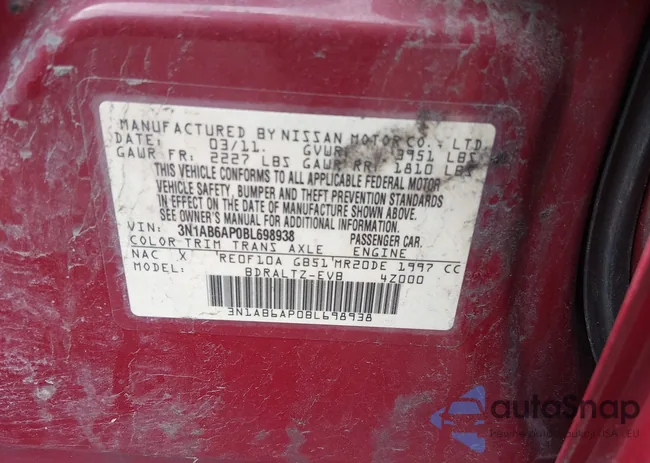 MANUFACTURED BY NISSAN MOTOR CO., LTD.
DATE: 03/11. GVWR 3951 LBS
GAWR FR: 2227 LBS GAWR RR: 1810 LBS
THIS VEHICLE CONFORMS TO ALL APPLICABLE FEDERAL MOTOR
VEHICLE SAFETY, BUMPER AND THEFT PREVENTION STANDARDS
IN EFFECT ON THE DATE OF MANUFACTURE SHOWN ABOVE.
SEE OWNER'S MANUAL FOR ADDITIONAL INFORMATION.
VIN: 3N1AB6AP0BL698938 PASSENGER CAR.
COLOR TRIM TRANS AXLE ENGINE
NAC X RE0F10A GB51 MR20DE 1997 CC
MODEL: BDRALTZ-EVB 4Z000
3N1AB6AP0BL698938
autoSnap